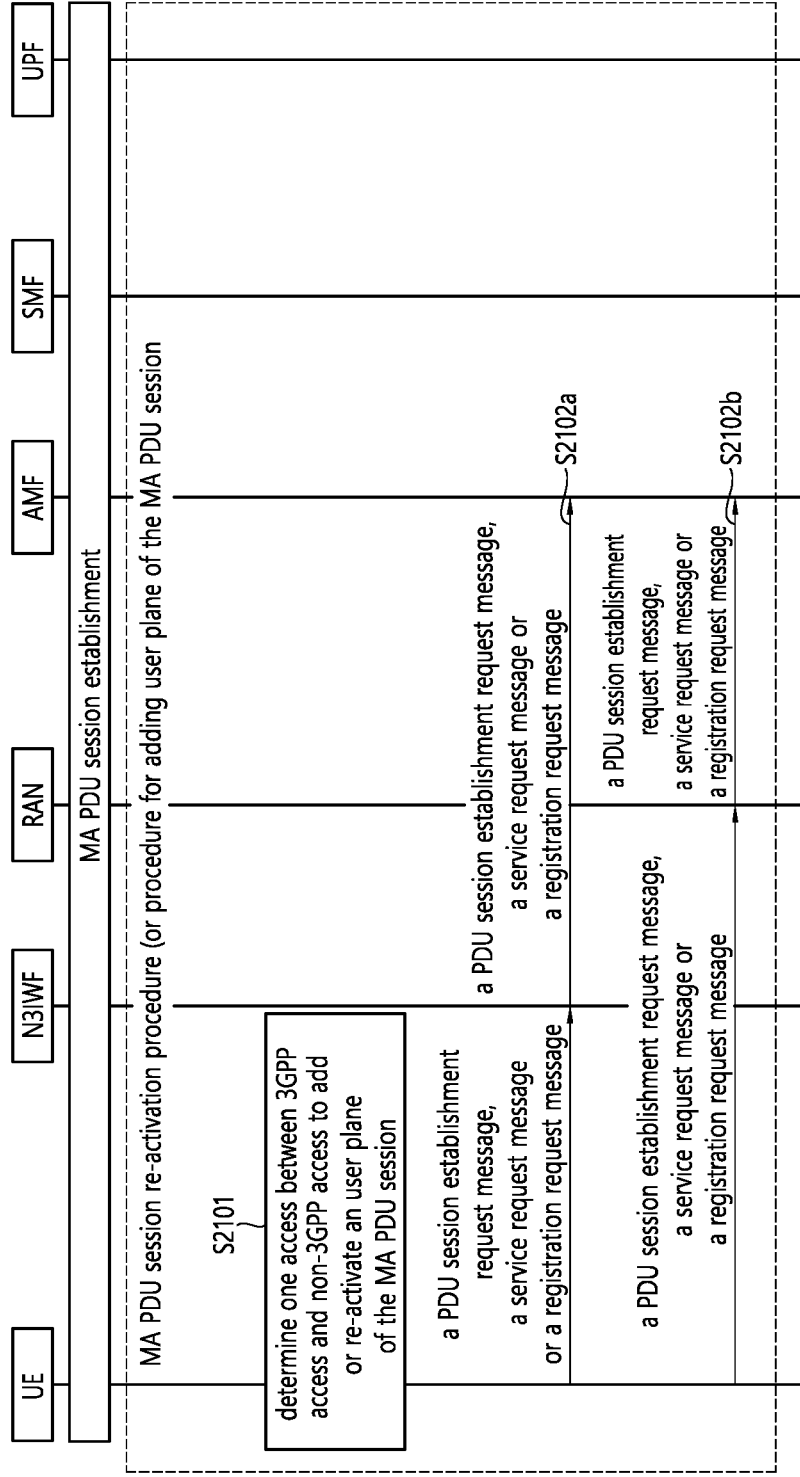 UE
N3IWF
RAN
AMF
SMF
UPF
MA PDU session establishment
MA PDU session re-activation procedure (or procedure for adding user plane of the MA PDU session
S2101
determine one access between 3GPP
access and non-3GPP access to add
or re-activate an user plane
of the MA PDU session
a PDU session establishment
request message,
a service request message
or a registration request message
a PDU session establishment request message,
a service request message or
a registration request message
S2102a
a PDU session establishment request message,
a service request message or
a registration request message
a PDU session establishment
request message,
a service request message or
a registration request message
S2102b